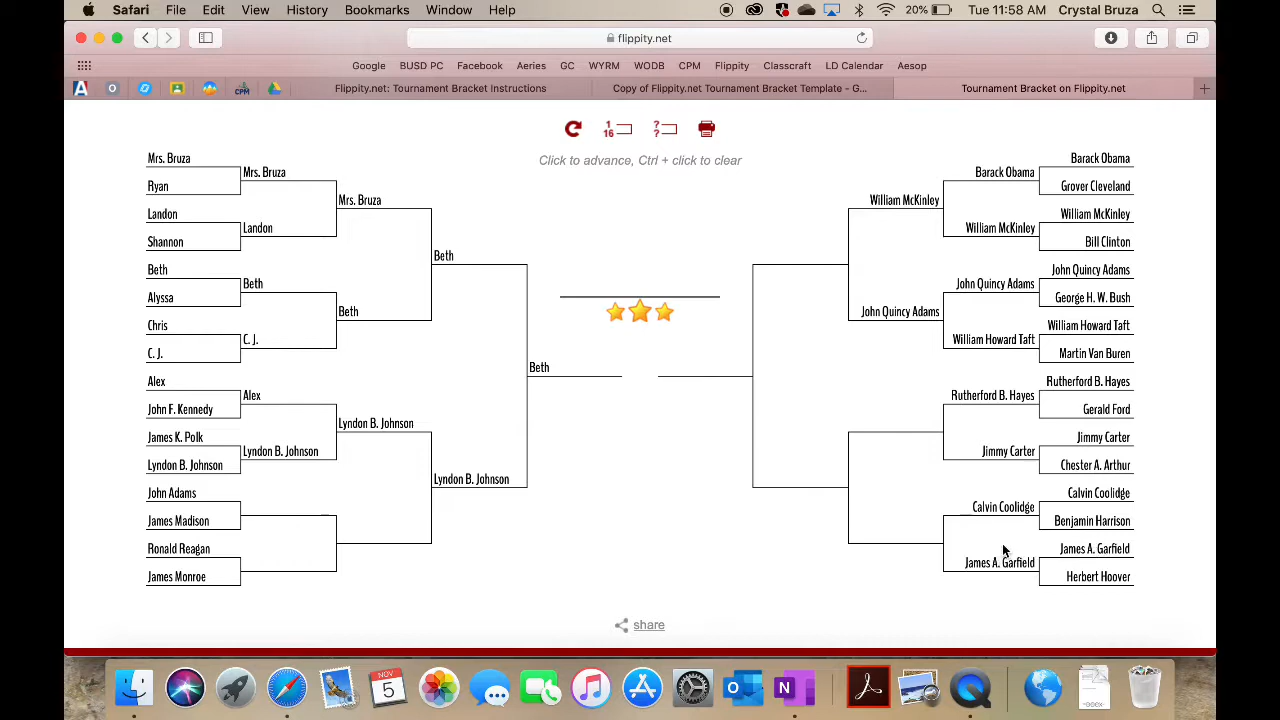 Safari File Edit View History Bookmarks Window Help 20% Tue 11:58 AM Crystal Bruza
flippity.net
Google BUSD PC Facebook Aeries GC WYRM WODB CPM Flippity Classcraft LD Calendar Aesop
CPM Flippity.net: Tournament Bracket Instructions Copy of Flippity.net Tournament Bracket Template - G... Tournament Bracket on Flippity.net
1 16 ? ?
Click to advance, Ctrl + click to clear
Mrs. Bruza
Ryan
Landon
Shannon
Beth
Alyssa
Chris
C. J.
Alex
John F. Kennedy
James K. Polk
Lyndon B. Johnson
John Adams
James Madison
Ronald Reagan
James Monroe
Mrs. Bruza
Landon
Beth
C. J.
Alex
Lyndon B. Johnson
Mrs. Bruza
Beth
Lyndon B. Johnson
Beth
Lyndon B. Johnson
Beth
William McKinley
John Quincy Adams
Barack Obama
William McKinley
John Quincy Adams
William Howard Taft
Rutherford B. Hayes
Jimmy Carter
Calvin Coolidge
James A. Garfield
Barack Obama
Grover Cleveland
William McKinley
Bill Clinton
John Quincy Adams
George H. W. Bush
William Howard Taft
Martin Van Buren
Rutherford B. Hayes
Gerald Ford
Jimmy Carter
Chester A. Arthur
Calvin Coolidge
Benjamin Harrison
James A. Garfield
Herbert Hoover
share
NOV
5